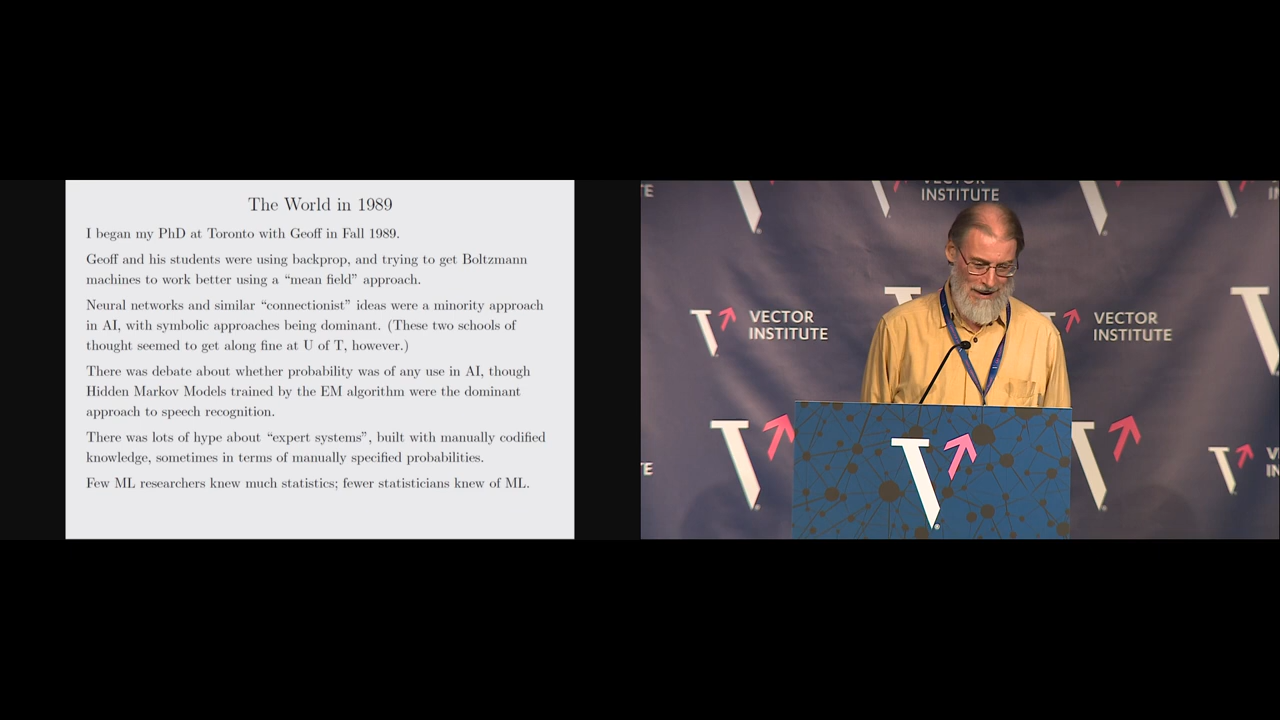 The World in 1989
I began my PhD at Toronto with Geoff in Fall 1989.
Geoff and his students were using backprop, and trying to get Boltzmann
machines to work better using a “mean field” approach.
Neural networks and similar “connectionist” ideas were a minority approach
in AI, with symbolic approaches being dominant. (These two schools of
thought seemed to get along fine at U of T, however.)
There was debate about whether probability was of any use in AI, though
Hidden Markov Models trained by the EM algorithm were the dominant
approach to speech recognition.
There was lots of hype about “expert systems”, built with manually codified
knowledge, sometimes in terms of manually specified probabilities.
Few ML researchers knew much statistics; fewer statisticians knew of ML.
VECTOR
INSTITUTE
VECTOR
INSTITUTE
VECTOR
INSTITUTE